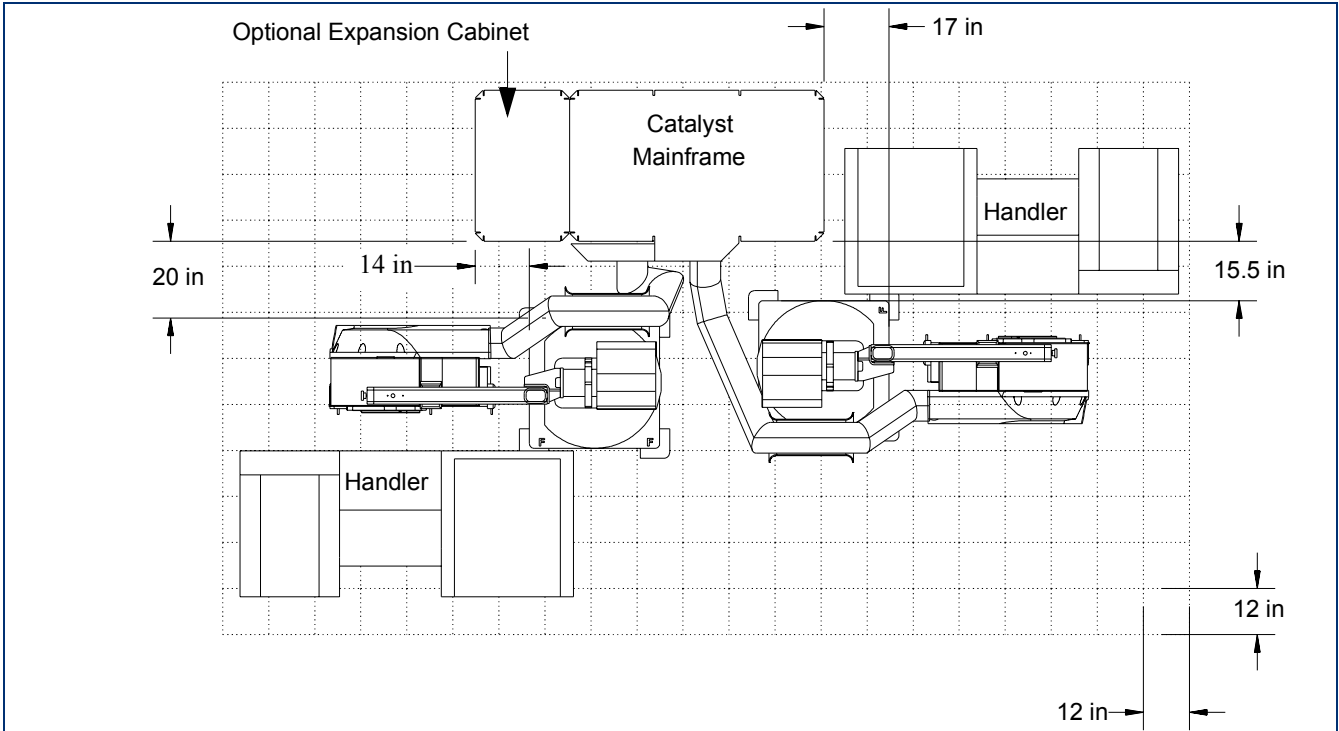 Optional Expansion Cabinet
17 in
Catalyst
Mainframe
Handler
20 in
14 in
15.5 in
F F
Handler
12 in
12 in